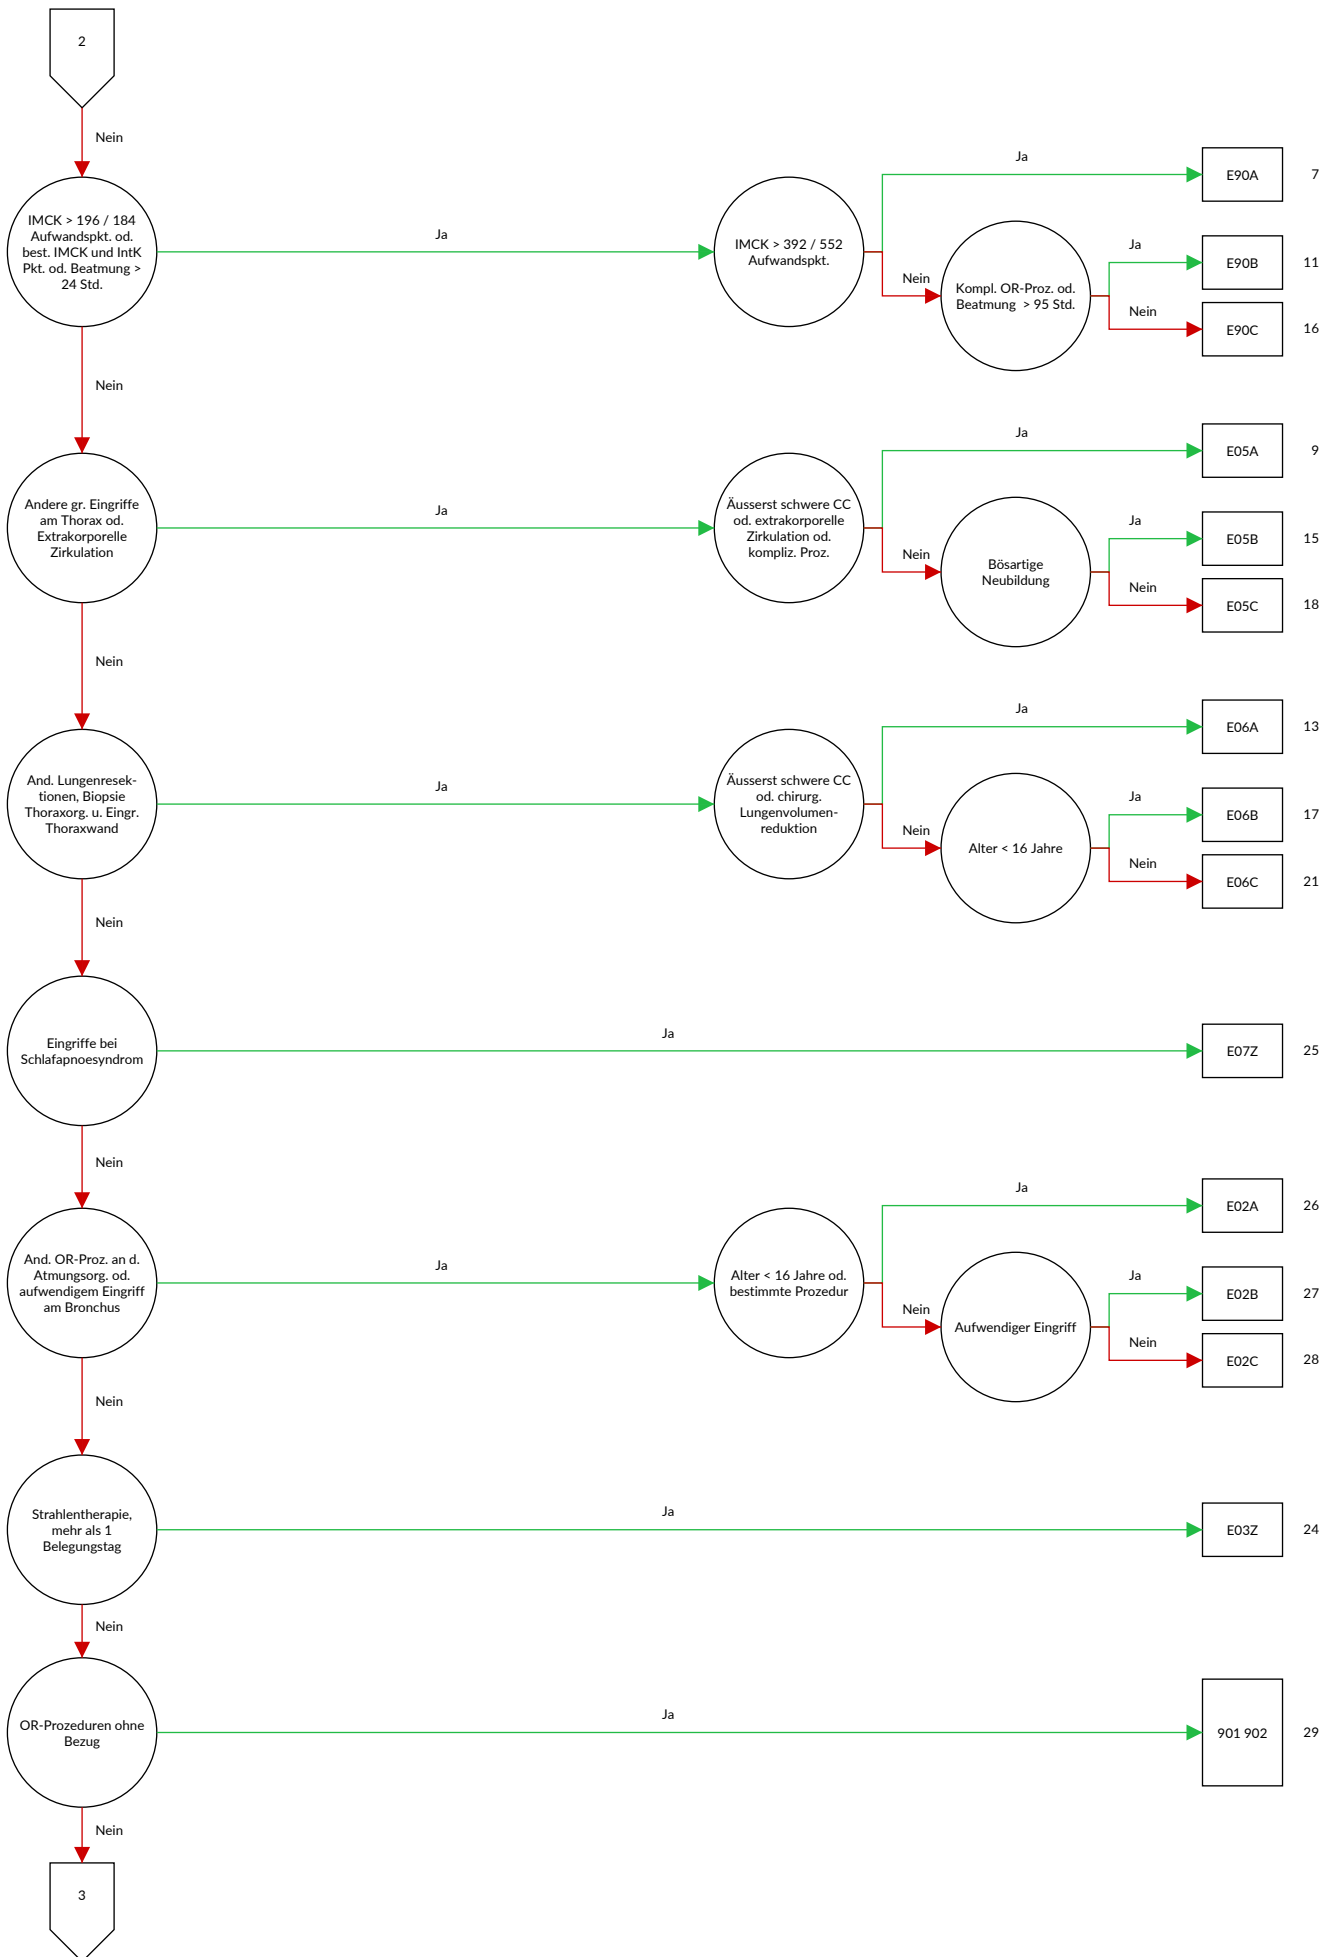 2
Nein
IMCK > 196 / 184
Aufwandspkt. od.
best. IMCK und IntK
Pkt. od. Beatmung >
24 Std.
Ja
IMCK > 392 / 552
Aufwandspkt.
Ja
E90A
7
Nein
Kompl. OR-Proz. od.
Beatmung > 95 Std.
Ja
E90B
11
Nein
E90C
16
Nein
Andere gr. Eingriffe
am Thorax od.
Extrakorporelle
Zirkulation
Ja
Äusserst schwere CC
od. extrakorporelle
Zirkulation od.
kompliz. Proz.
Ja
E05A
9
Nein
Bösartige
Neubildung
Ja
E05B
15
Nein
E05C
18
Nein
And. Lungenresek-
tionen, Biopsie
Thoraxorg. u. Eingr.
Thoraxwand
Ja
Äusserst schwere CC
od. chirurg.
Lungenvolumen-
reduktion
Ja
E06A
13
Nein
Alter < 16 Jahre
Ja
E06B
17
Nein
E06C
21
Nein
Eingriffe bei
Schlafapnoesyndrom
Ja
E07Z
25
Nein
And. OR-Proz. an d.
Atmungsorg. od.
aufwendigem Eingriff
am Bronchus
Ja
Alter < 16 Jahre od.
bestimmte Prozedur
Ja
E02A
26
Nein
Aufwendiger Eingriff
Ja
E02B
27
Nein
E02C
28
Nein
Strahlentherapie,
mehr als 1
Belegungstag
Ja
E03Z
24
Nein
OR-Prozeduren ohne
Bezug
Ja
901 902
29
Nein
3